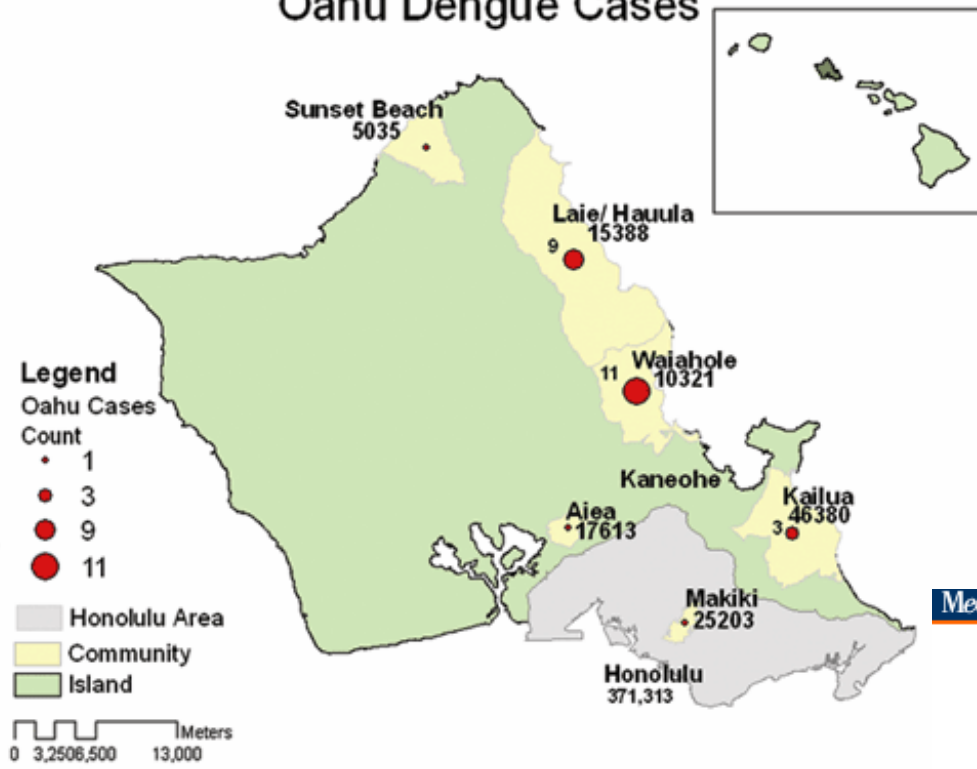 Oahu Dengue Cases
Sunset Beach
5035
Laie/ Hauula
15388
9
Waiahole
11
10321
Kaneohe
Kailua
46380
3
Aiea
17613
Makiki
25203
Honolulu
371,313
Legend
Oahu Cases
Count
1
3
9
11
Honolulu Area
Community
Island
Meters
0 3,2506,500 13,000